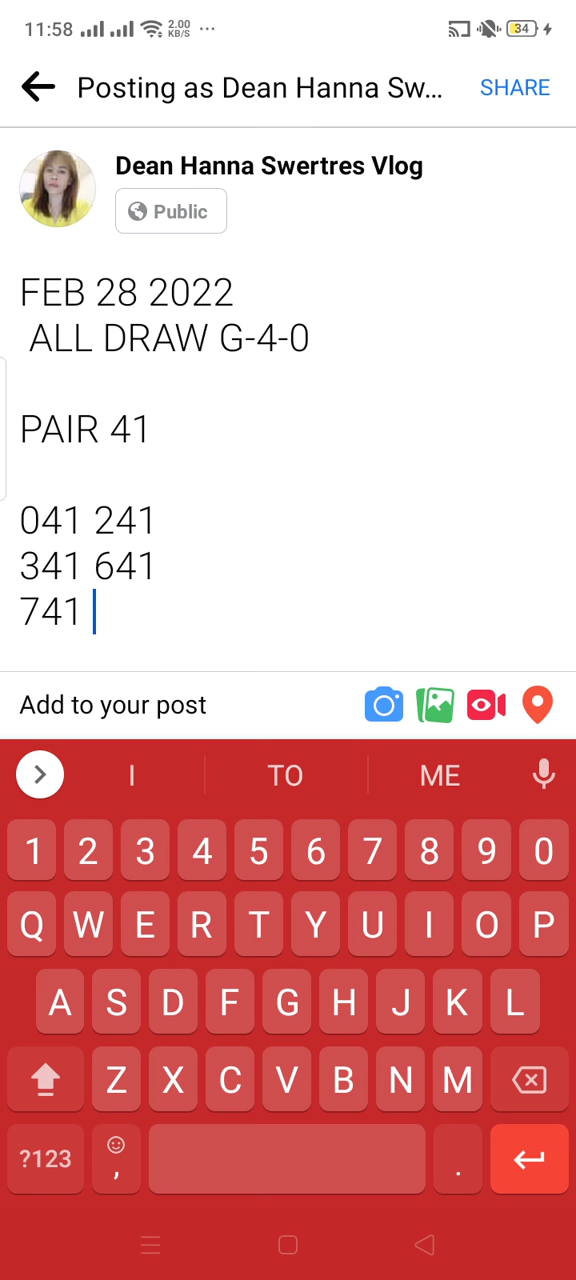 11:58 2.00 KB/S ... 34
Posting as Dean Hanna Sw... SHARE
Dean Hanna Swertres Vlog
Public
FEB 28 2022
ALL DRAW G-4-0
PAIR 41
041 241
341 641
741
Add to your post
I TO ME
1 2 3 4 5 6 7 8 9 0
Q W E R T Y U I O P
A S D F G H J K L
Z X C V B N M
?123 , .